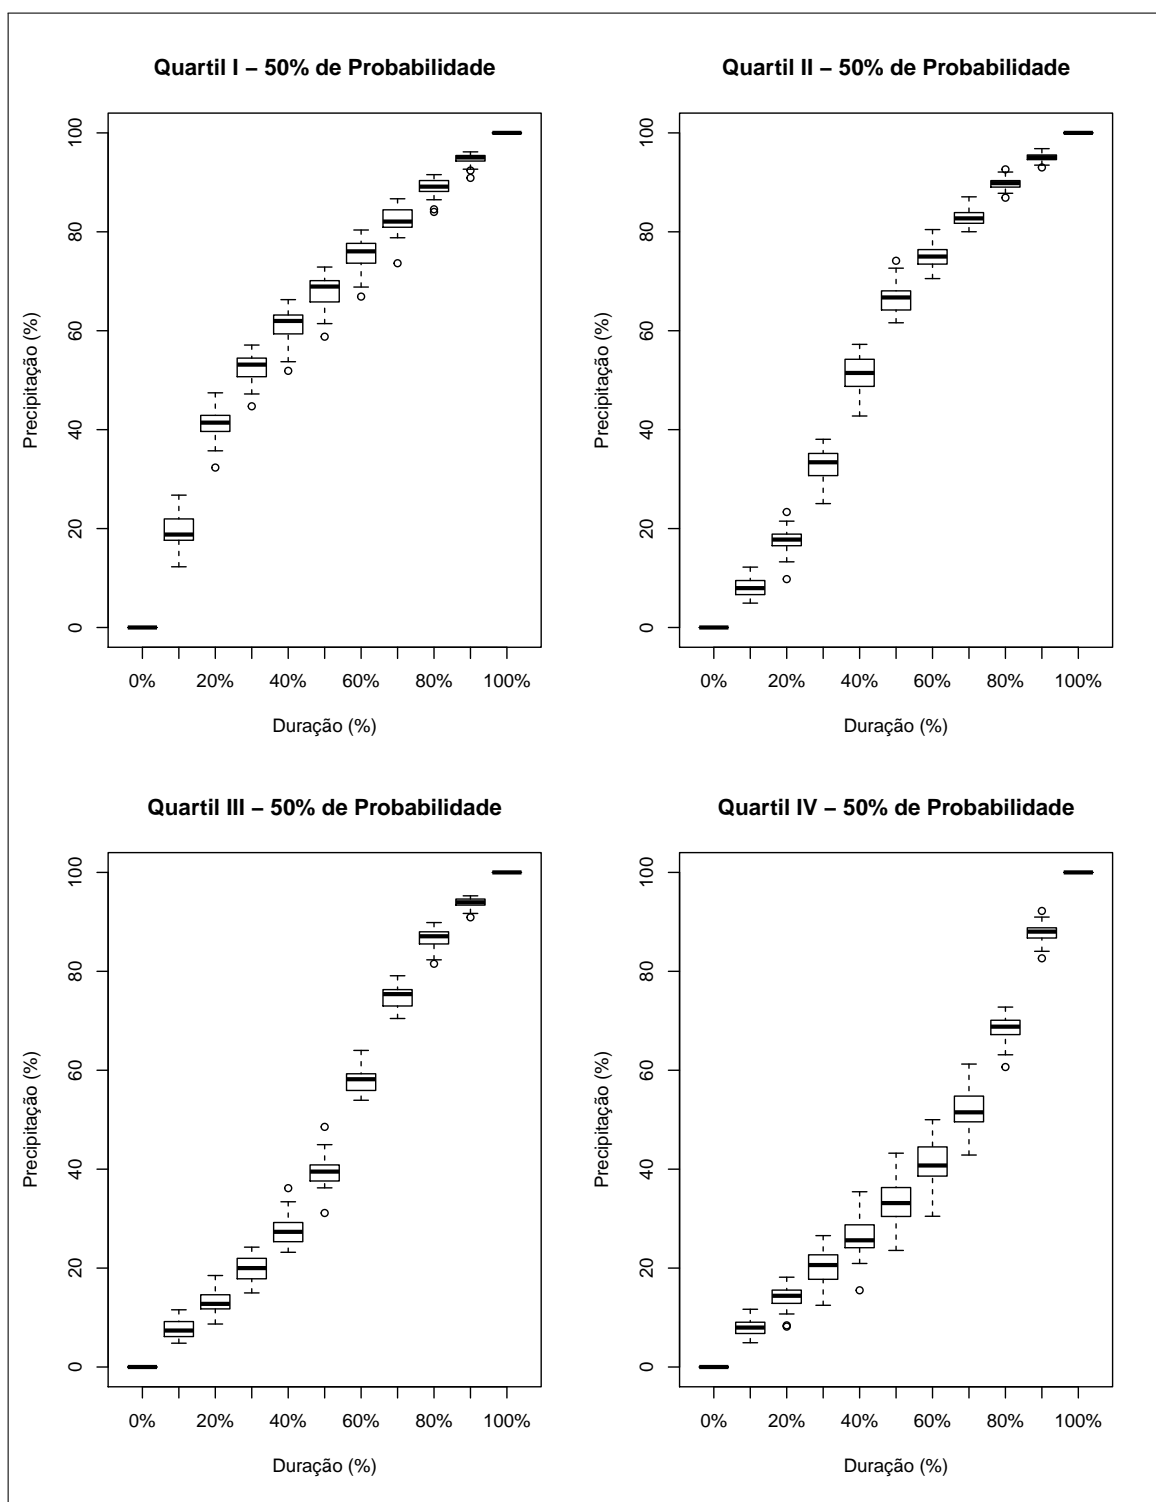 Quartil I – 50% de Probabilidade
Precipitação (%)
100
80
60
40
20
0
0% 20% 40% 60% 80% 100%
Duração (%)
Quartil II – 50% de Probabilidade
Precipitação (%)
100
80
60
40
20
0
0% 20% 40% 60% 80% 100%
Duração (%)
Quartil III – 50% de Probabilidade
Precipitação (%)
100
80
60
40
20
0
0% 20% 40% 60% 80% 100%
Duração (%)
Quartil IV – 50% de Probabilidade
Precipitação (%)
100
80
60
40
20
0
0% 20% 40% 60% 80% 100%
Duração (%)